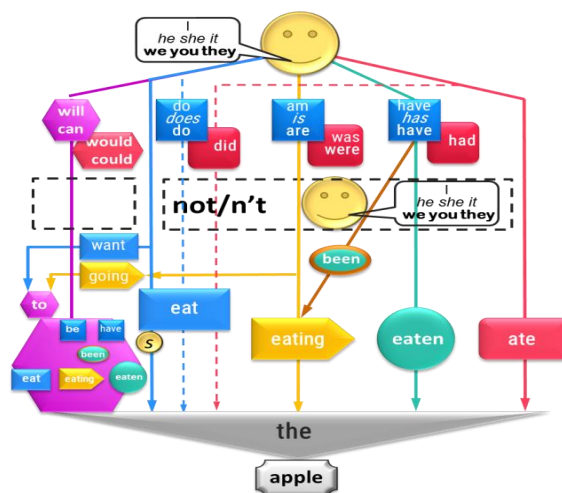 I
he she it
we you they
will
can
would
could
do
does
do
did
am
is
are
was
were
have
has
have
had
not/n't
I
he she it
we you they
want
going
to
been
eat
s
be
have
been
eat
eating
eaten
eating
eaten
ate
the
apple